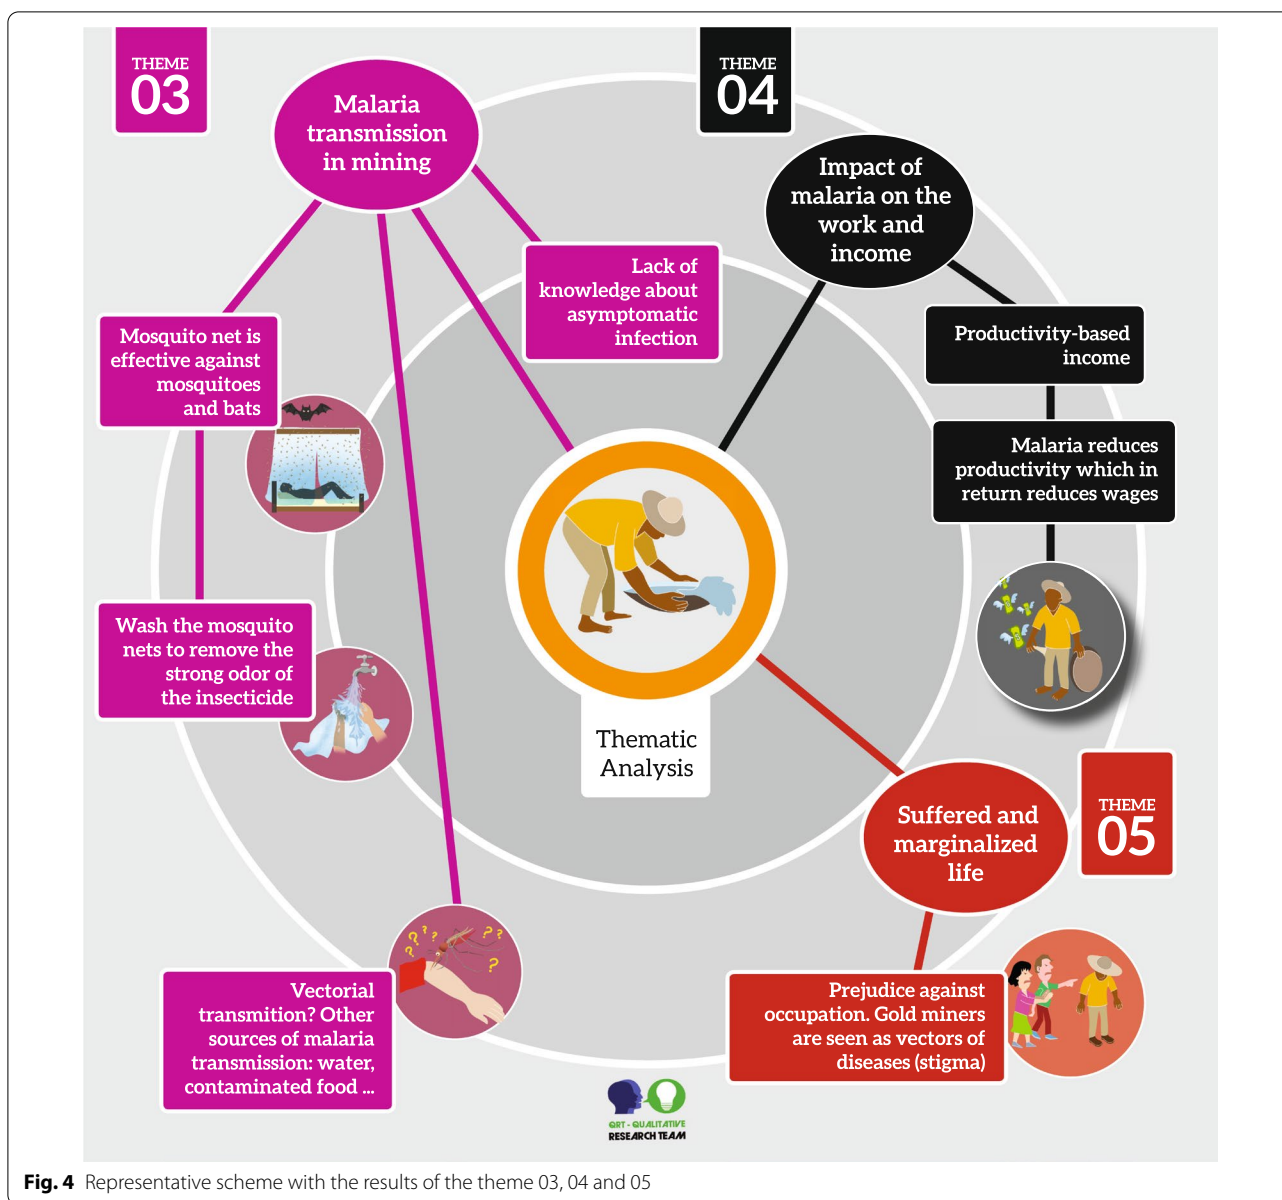 THEME
03
Malaria
transmission
in mining
Lack of
knowledge about
asymptomatic
infection
Mosquito net is
effective against
mosquitoes
and bats
Wash the mosquito
nets to remove the
strong odor of
the insecticide
Vectorial
transmition? Other
sources of malaria
transmission: water,
contaminated food ...
? ? ? ?
? ?
?
THEME
04
Impact of
malaria on the
work and
income
Productivity-based
income
Malaria reduces
productivity which in
return reduces wages
Thematic
Analysis
THEME
05
Suffered and
marginalized
life
Prejudice against
occupation. Gold miners
are seen as vectors of
diseases (stigma)
QRT - QUALITATIVE
RESEARCH TEAM
Fig. 4 Representative scheme with the results of the theme 03, 04 and 05